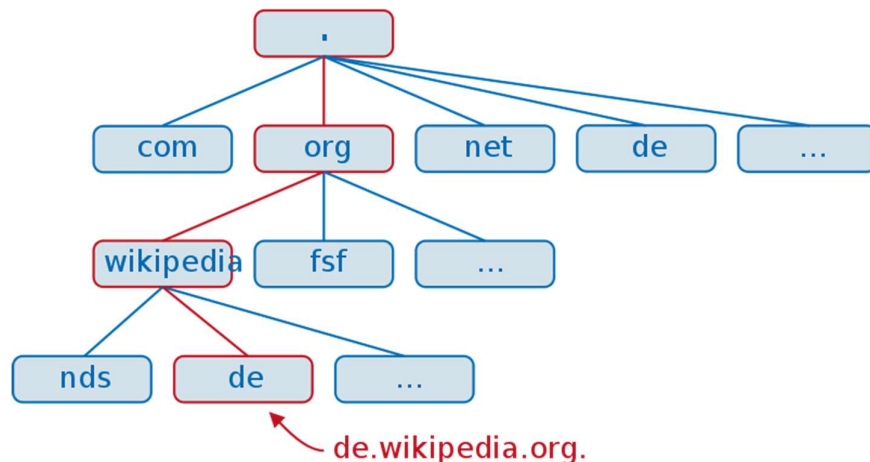 .
com org net de ...
wikipedia fsf ...
nds de ...
de.wikipedia.org.